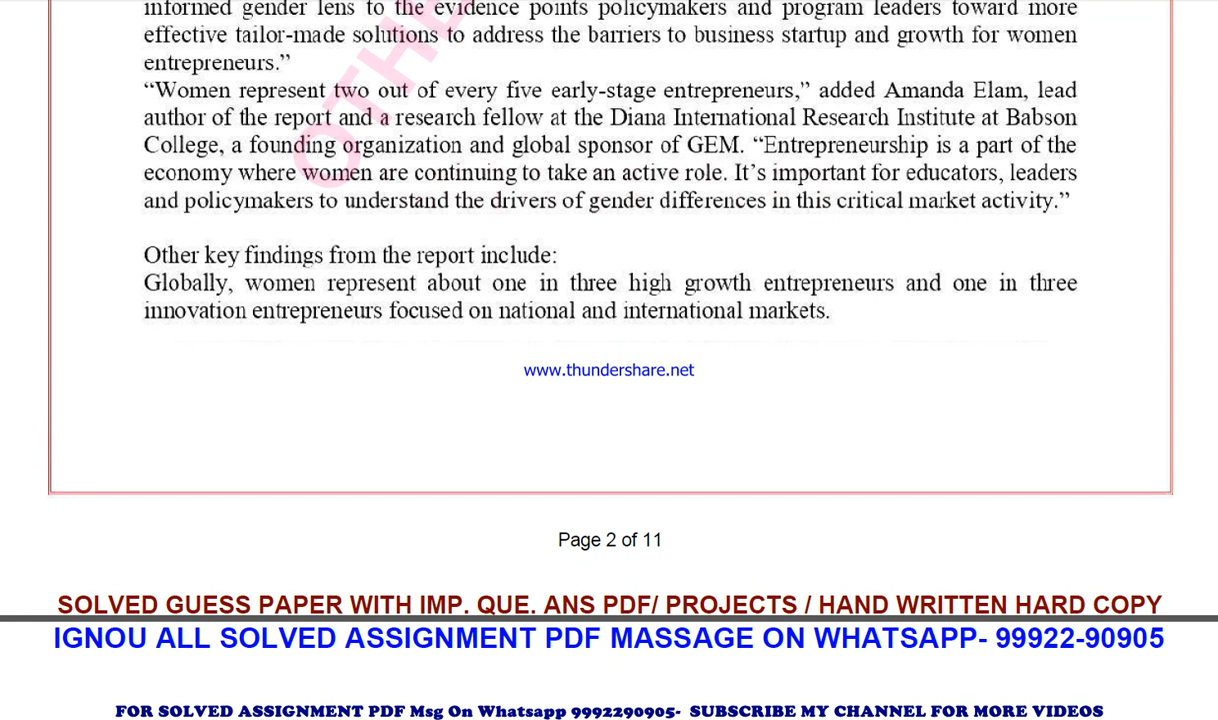 informed gender lens to the evidence points policymakers and program leaders toward more
effective tailor-made solutions to address the barriers to business startup and growth for women
entrepreneurs.”
“Women represent two out of every five early-stage entrepreneurs,” added Amanda Elam, lead
author of the report and a research fellow at the Diana International Research Institute at Babson
College, a founding organization and global sponsor of GEM. “Entrepreneurship is a part of the
economy where women are continuing to take an active role. It’s important for educators, leaders
and policymakers to understand the drivers of gender differences in this critical market activity.”
OTHE
Other key findings from the report include:
Globally, women represent about one in three high growth entrepreneurs and one in three
innovation entrepreneurs focused on national and international markets.
www.thundershare.net
Page 2 of 11
SOLVED GUESS PAPER WITH IMP. QUE. ANS PDF/ PROJECTS / HAND WRITTEN HARD COPY
IGNOU ALL SOLVED ASSIGNMENT PDF MASSAGE ON WHATSAPP- 99922-90905
FOR SOLVED ASSIGNMENT PDF Msg On Whatsapp 9992290905- SUBSCRIBE MY CHANNEL FOR MORE VIDEOS